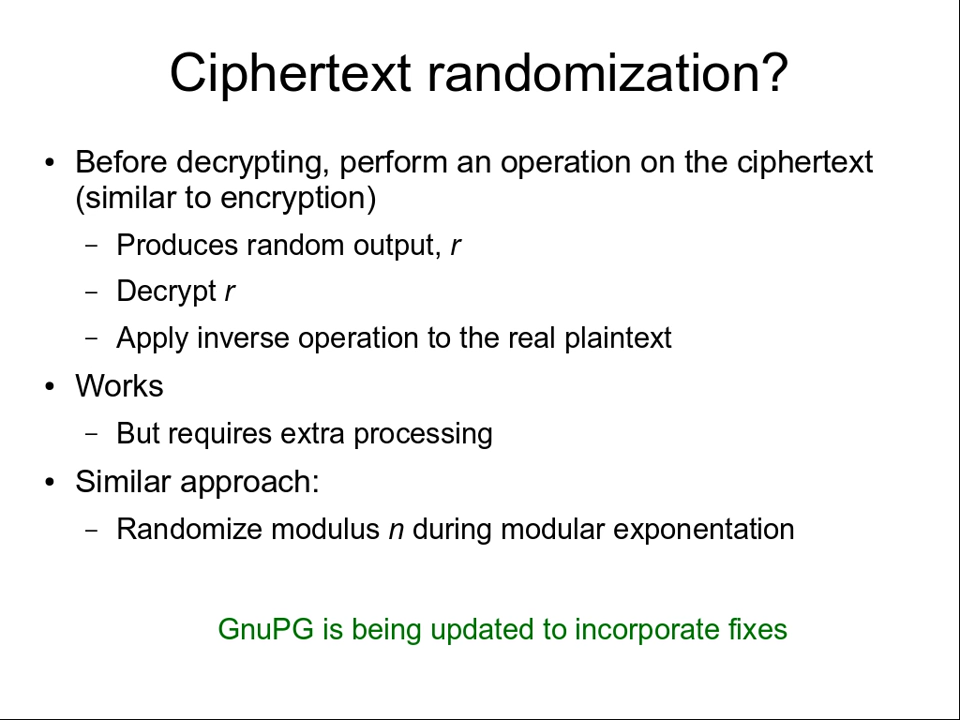 Ciphertext randomization?
• Before decrypting, perform an operation on the ciphertext
(similar to encryption)
– Produces random output, r
– Decrypt r
– Apply inverse operation to the real plaintext
• Works
– But requires extra processing
• Similar approach:
– Randomize modulus n during modular exponentation
GnuPG is being updated to incorporate fixes